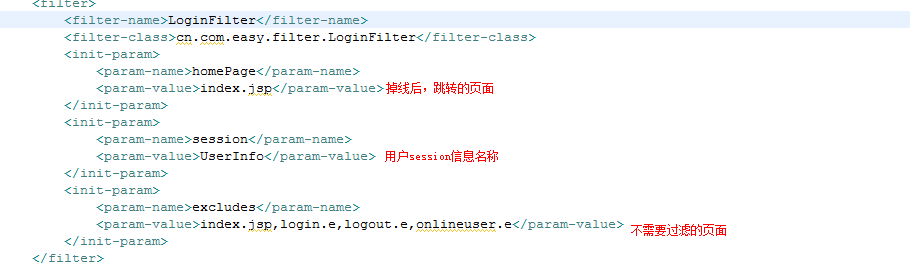 <filter>
<filter-name>LoginFilter</filter-name>
<filter-class>cn.com.easy.filter.LoginFilter</filter-class>
<init-param>
<param-name>homePage</param-name>
<param-value>index.jsp</param-value>掉线后，跳转的页面
</init-param>
<init-param>
<param-name>session</param-name>
<param-value>UserInfo</param-value> 用户session信息名称
</init-param>
<init-param>
<param-name>excludes</param-name>
<param-value>index.jsp,login.e,logout.e,onlineuser.e</param-value> 不需要过滤的页面
</init-param>
</filter>